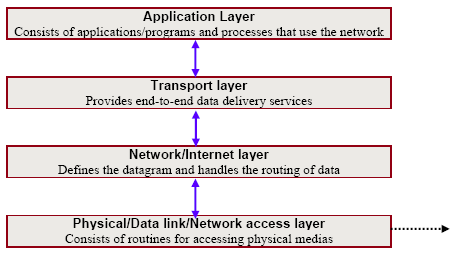 Application Layer
Consists of applications/programs and processes that use the network
Transport layer
Provides end-to-end data delivery services
Network/Internet layer
Defines the datagram and handles the routing of data
Physical/Data link/Network access layer
Consists of routines for accessing physical medias